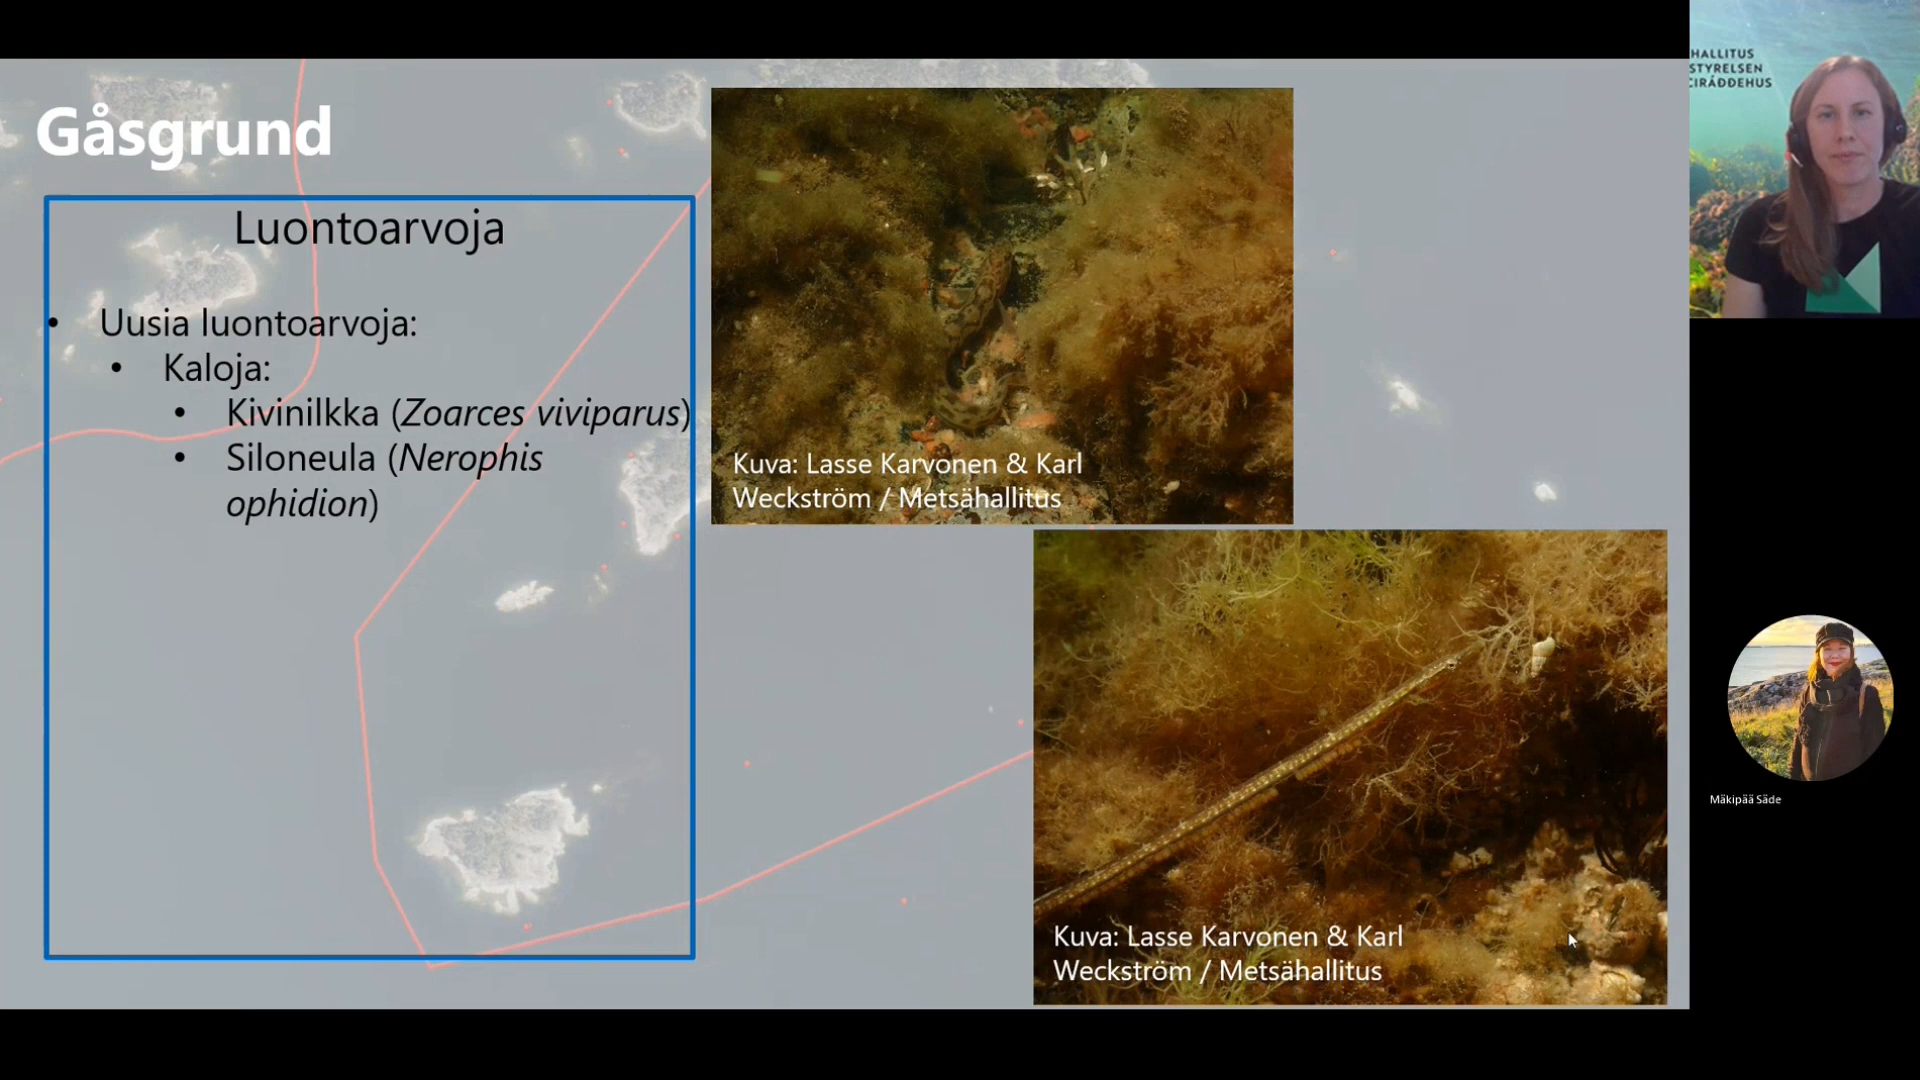 Gåsgrund
Luontoarvoja
• Uusia luontoarvoja:
• Kaloja:
• Kivinilkka (Zoarces viviparus)
• Siloneula (Nerophis
ophidion)
Kuva: Lasse Karvonen & Karl
Weckström / Metsähallitus
Kuva: Lasse Karvonen & Karl
Weckström / Metsähallitus
HALLITUS
STYRELSEN
CIRÁĐĐEHUS
Mäkipää Säde